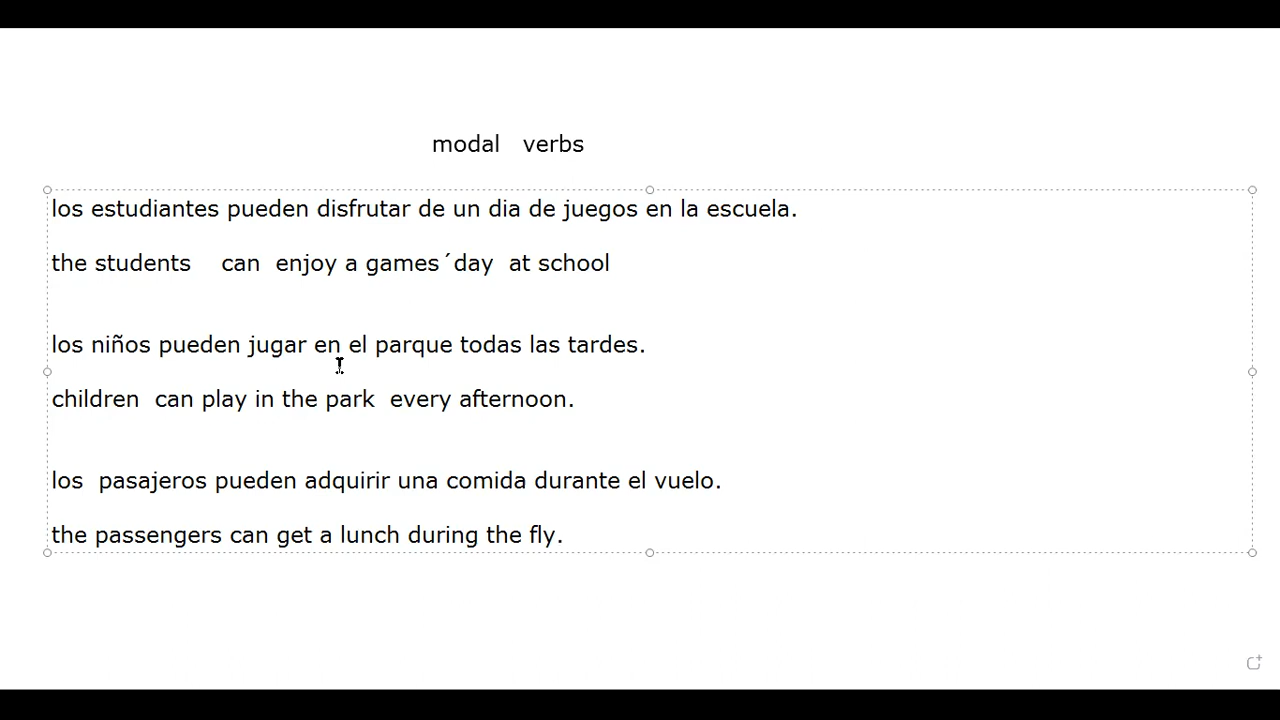 modal verbs
los estudiantes pueden disfrutar de un dia de juegos en la escuela.
the students can enjoy a games´day at school
los niños pueden jugar en el parque todas las tardes.
children can play in the park every afternoon.
los pasajeros pueden adquirir una comida durante el vuelo.
the passengers can get a lunch during the fly.